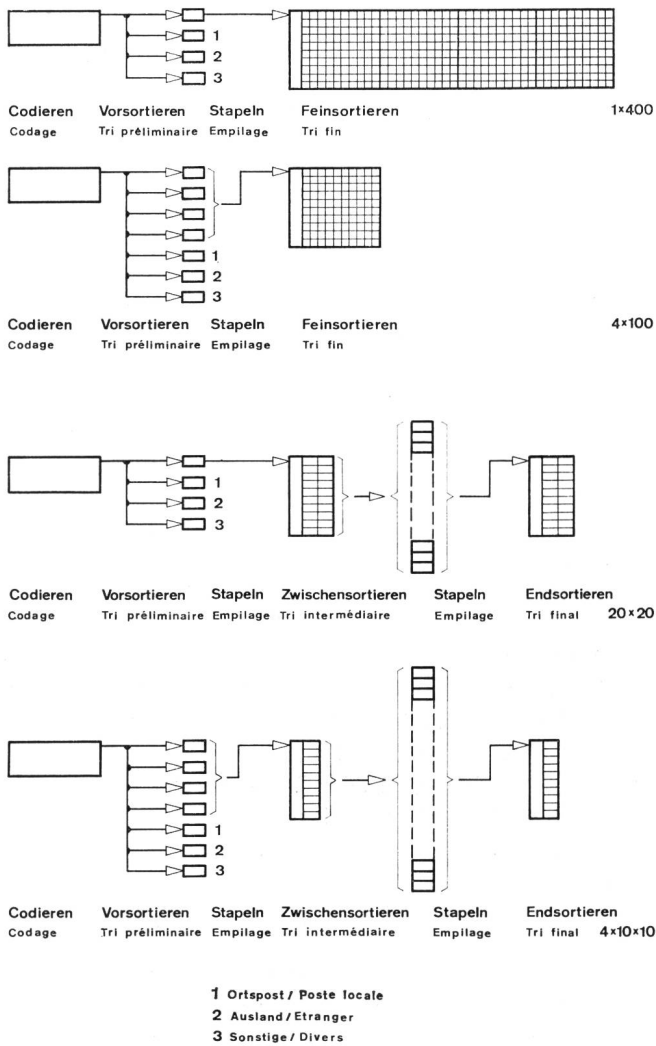 1
2
3
Codieren Vorsortieren Stapeln Feinsortieren 1×400
Codage Tri préliminaire Empilage Tri fin
1
2
3
Codieren Vorsortieren Stapeln Feinsortieren 4×100
Codage Tri préliminaire Empilage Tri fin
1
2
3
Codieren Vorsortieren Stapeln Zwischensortieren Stapeln Endsortieren
Codage Tri préliminaire Empilage Tri intermédiaire Empilage Tri final 20×20
1
2
3
Codieren Vorsortieren Stapeln Zwischensortieren Stapeln Endsortieren
Codage Tri préliminaire Empilage Tri intermédiaire Empilage Tri final 4×10×10
1 Ortspost / Poste locale
2 Ausland / Etranger
3 Sonstige / Divers